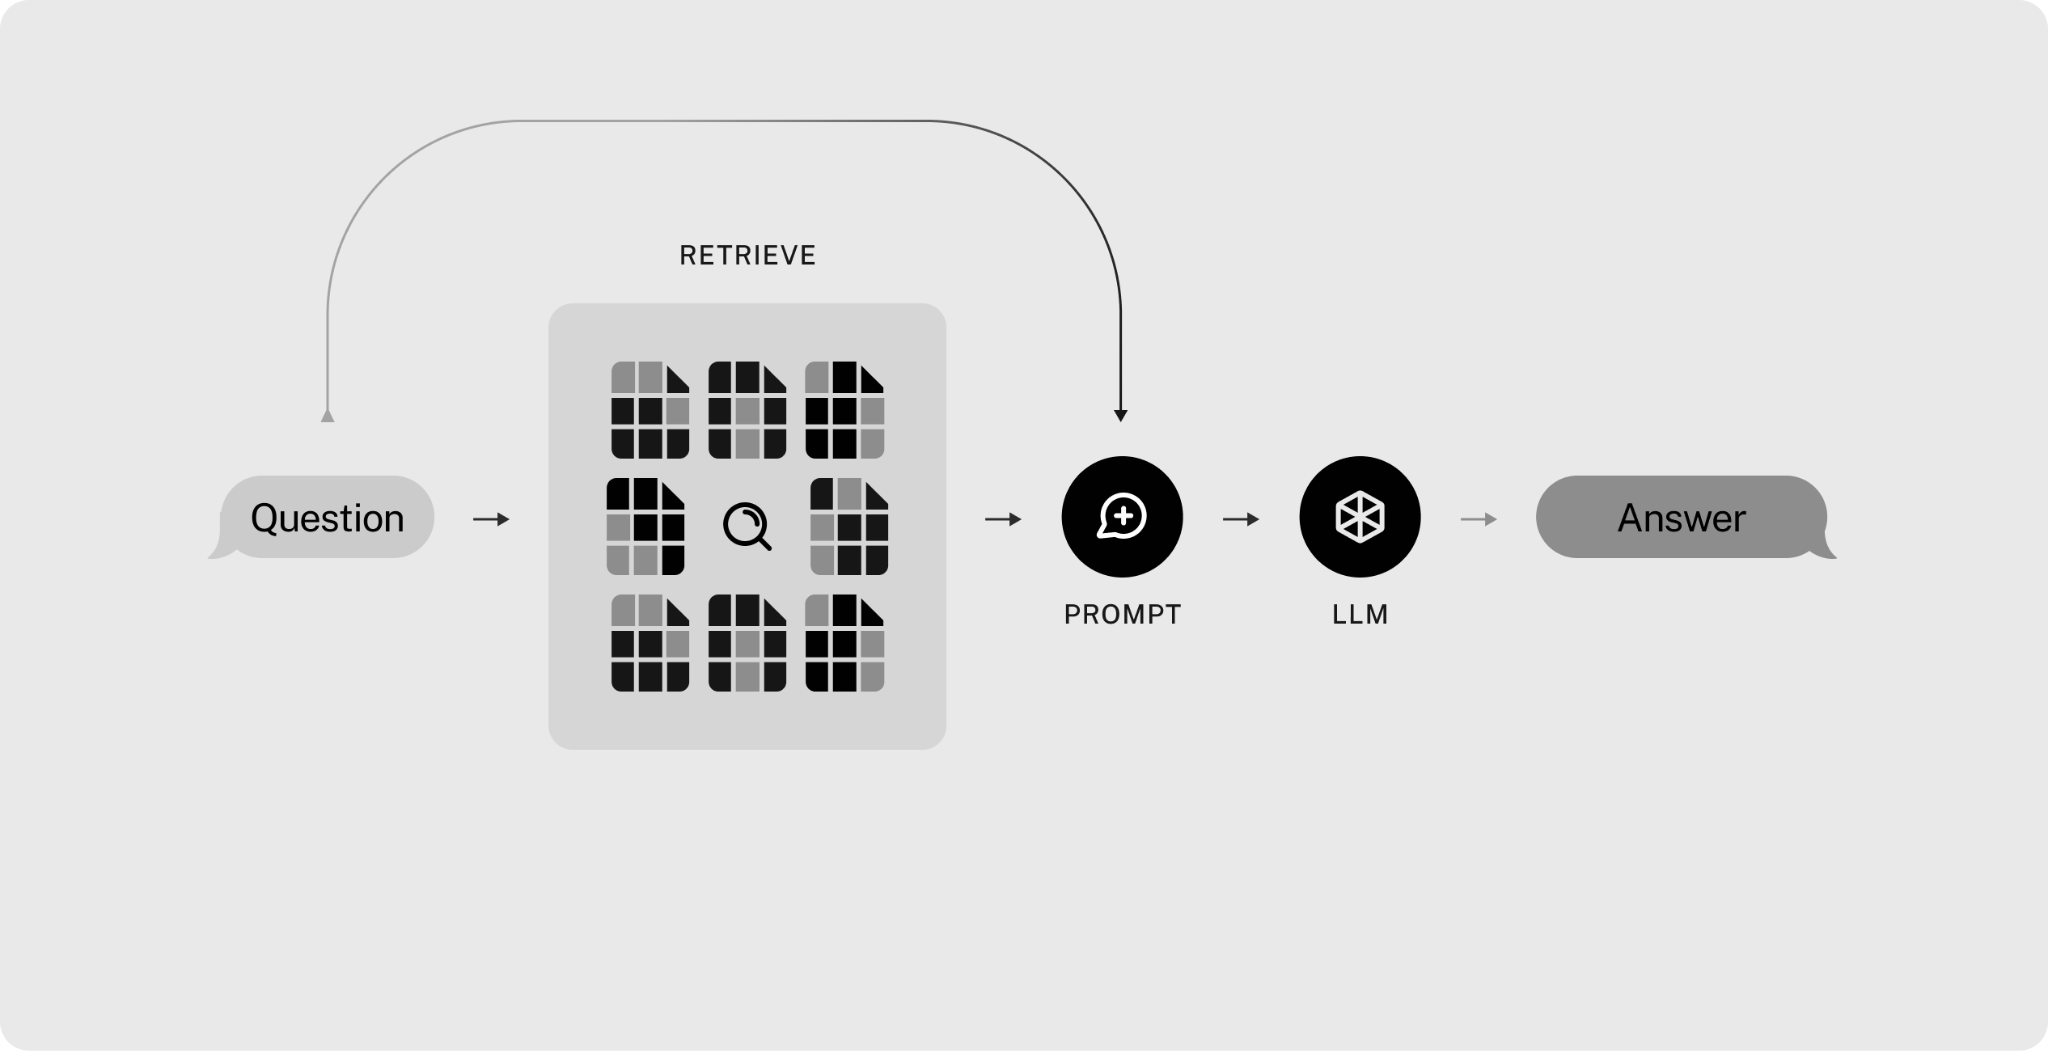 RETRIEVE
Question
Answer
PROMPT
LLM